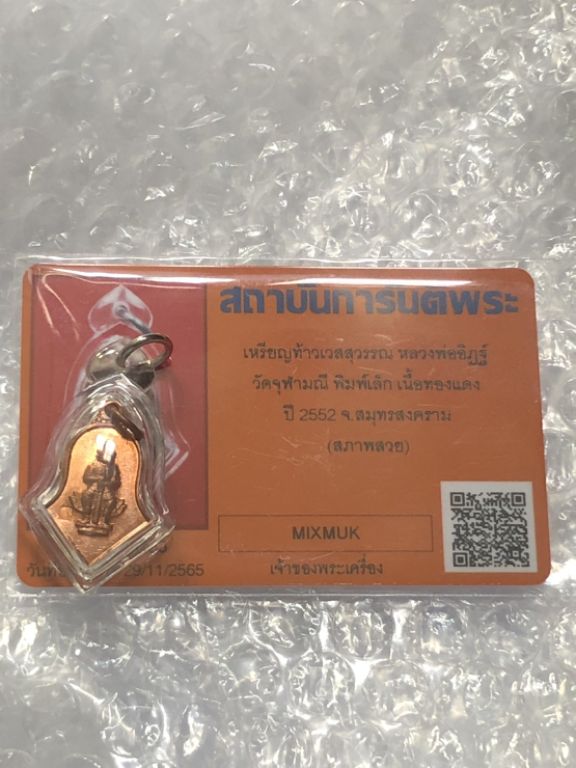 สถาบันการันตีพระ
เหรียญท้าวเวสสุวรรณ หลวงพ่ออิฏฐ์
วัดจุฬามณี พิมพ์เล็ก เนื้อทองแดง
ปี 2552 จ.สมุทรสงคราม
(สภาพสวย)
MIXMUK
เจ้าของพระเครื่อง
29/11/2565